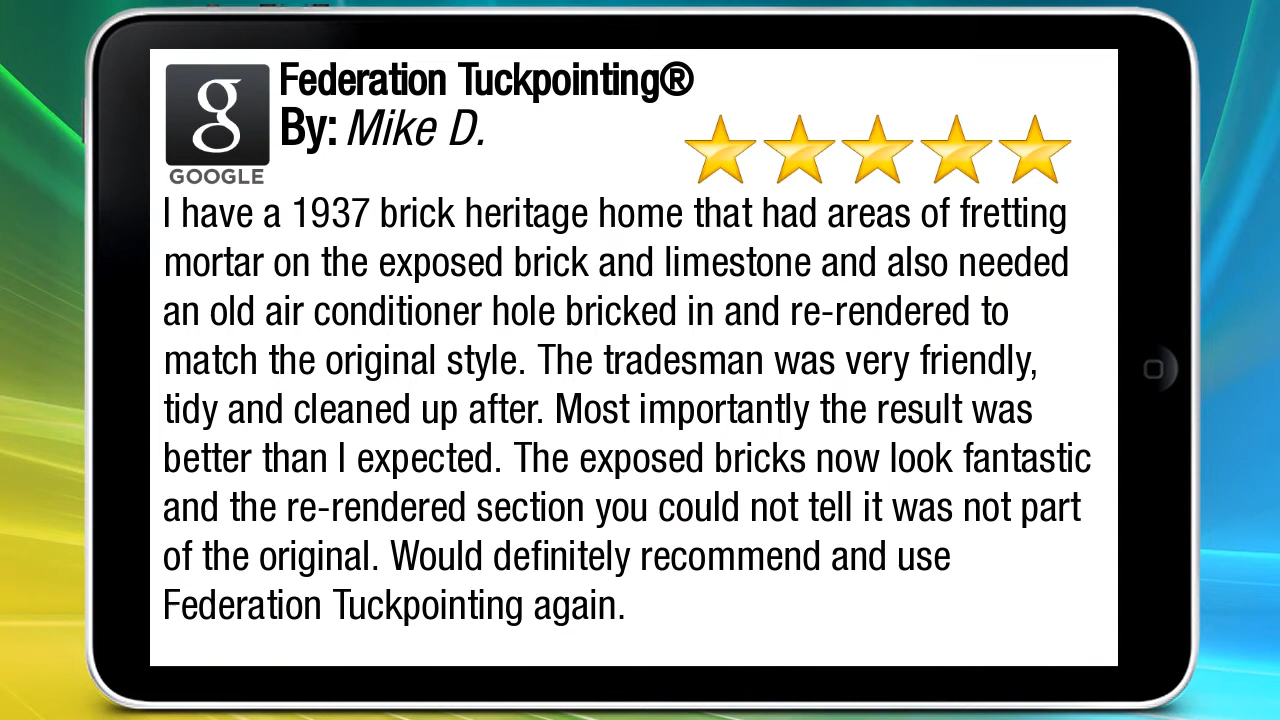 Federation Tuckpointing®
g
By: Mike D.
GOOGLE
I have a 1937 brick heritage home that had areas of fretting
mortar on the exposed brick and limestone and also needed
an old air conditioner hole bricked in and re-rendered to
match the original style. The tradesman was very friendly,
tidy and cleaned up after. Most importantly the result was
better than I expected. The exposed bricks now look fantastic
and the re-rendered section you could not tell it was not part
of the original. Would definitely recommend and use
Federation Tuckpointing again.